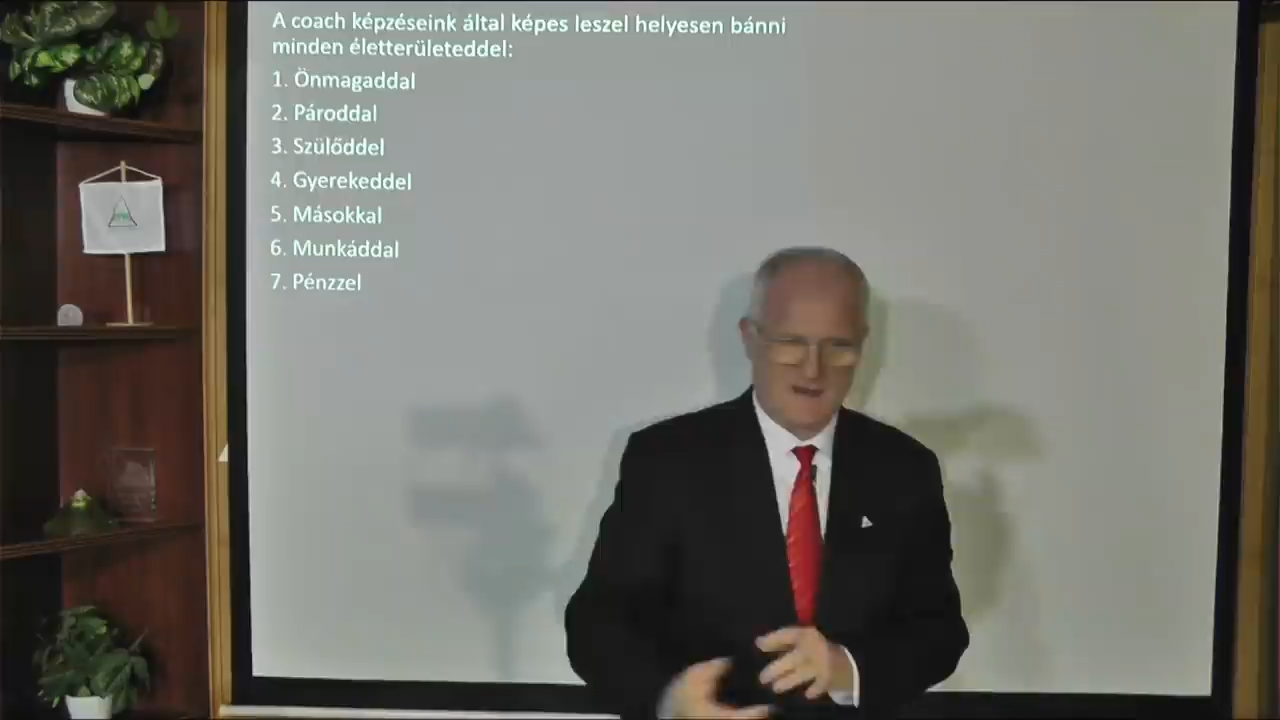 A coach képzéseink által képes leszel helyesen bánni
minden életterületeddel:
1. Önmagaddal
2. Pároddal
3. Szülőddel
4. Gyerekeddel
5. Másokkal
6. Munkáddal
7. Pénzzel